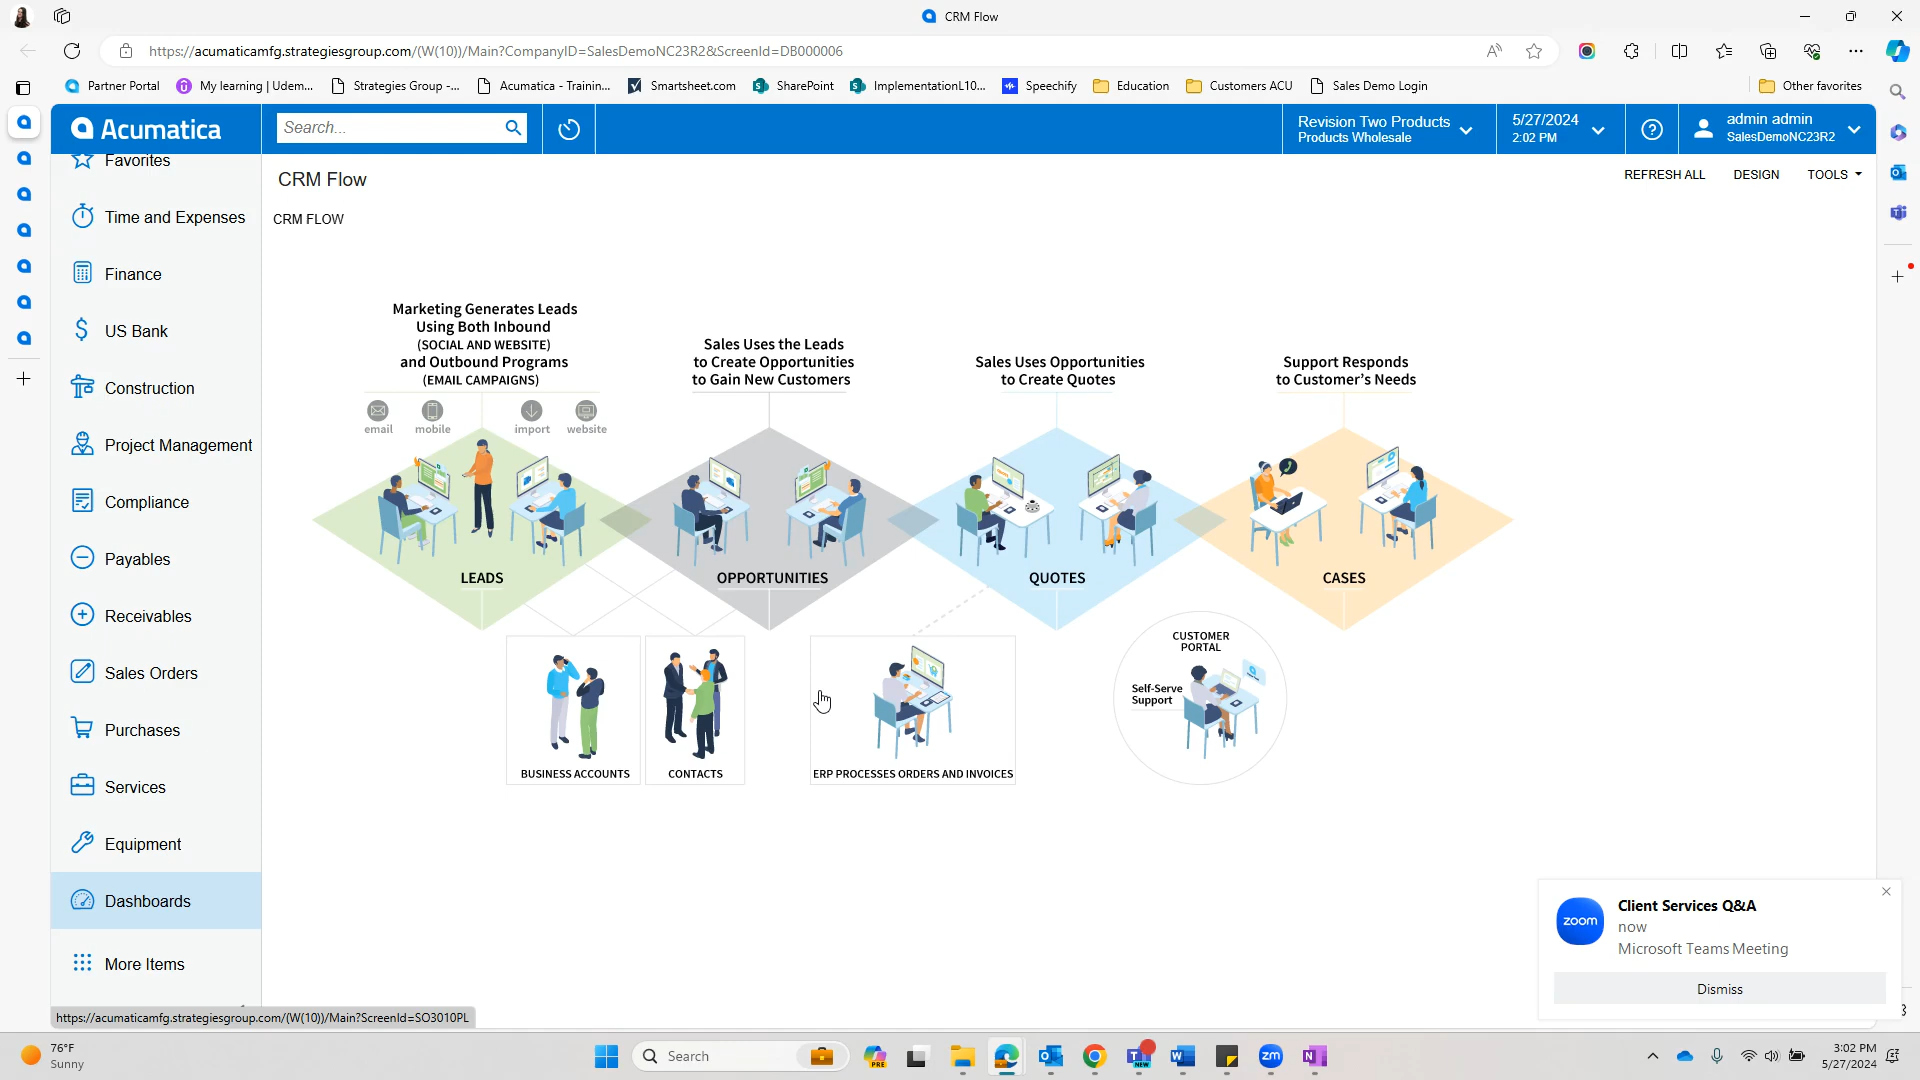 CRM Flow
https://acumaticamfg.strategiesgroup.com/(W(10))/Main?CompanyID=SalesDemoNC23R2&ScreenId=DB000006
Partner Portal
My learning | Udem...
Strategies Group -...
Acumatica - Trainin...
Smartsheet.com
SharePoint
ImplementationL10...
Speechify
Education
Customers ACU
Sales Demo Login
Other favorites
Acumatica
Search...
Revision Two Products
Products Wholesale
5/27/2024
2:02 PM
admin admin
SalesDemoNC23R2
Favorites
Time and Expenses
Finance
US Bank
Construction
Project Management
Compliance
Payables
Receivables
Sales Orders
Purchases
Services
Equipment
Dashboards
More Items
CRM Flow
REFRESH ALL
DESIGN
TOOLS
CRM FLOW
Marketing Generates Leads
Using Both Inbound
(SOCIAL AND WEBSITE)
and Outbound Programs
(EMAIL CAMPAIGNS)
email
mobile
import
website
LEADS
Sales Uses the Leads
to Create Opportunities
to Gain New Customers
OPPORTUNITIES
Sales Uses Opportunities
to Create Quotes
QUOTES
Support Responds
to Customer's Needs
CASES
BUSINESS ACCOUNTS
CONTACTS
ERP PROCESSES ORDERS AND INVOICES
CUSTOMER
PORTAL
Self-Serve
Support
zoom
Client Services Q&A
now
Microsoft Teams Meeting
Dismiss
https://acumaticamfg.strategiesgroup.com/(W(10))/Main?ScreenId=SO3010PL
76°F
Sunny
Search
PRE
NEW
zm
3:02 PM
5/27/2024